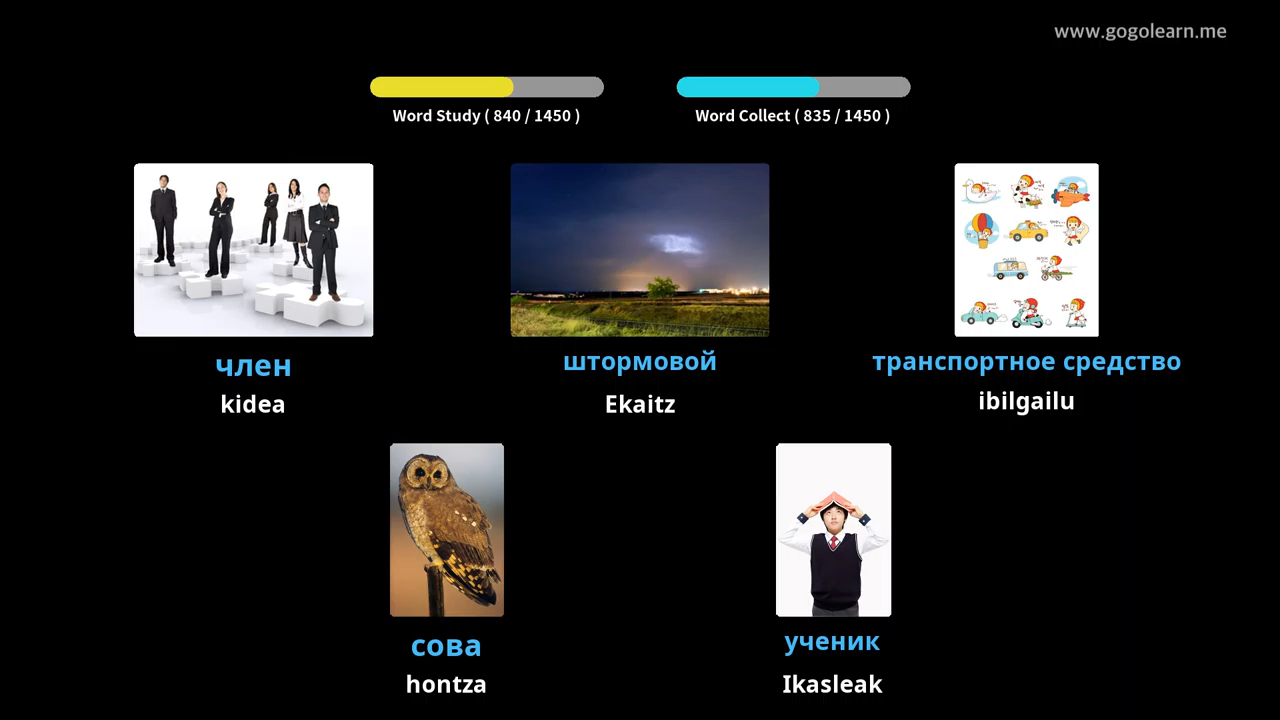 www.gogolearn.me
Word Study ( 840 / 1450 )
Word Collect ( 835 / 1450 )
член
штормовой
транспортное средство
kidea
Ekaitz
ibilgailu
сова
ученик
hontza
Ikasleak